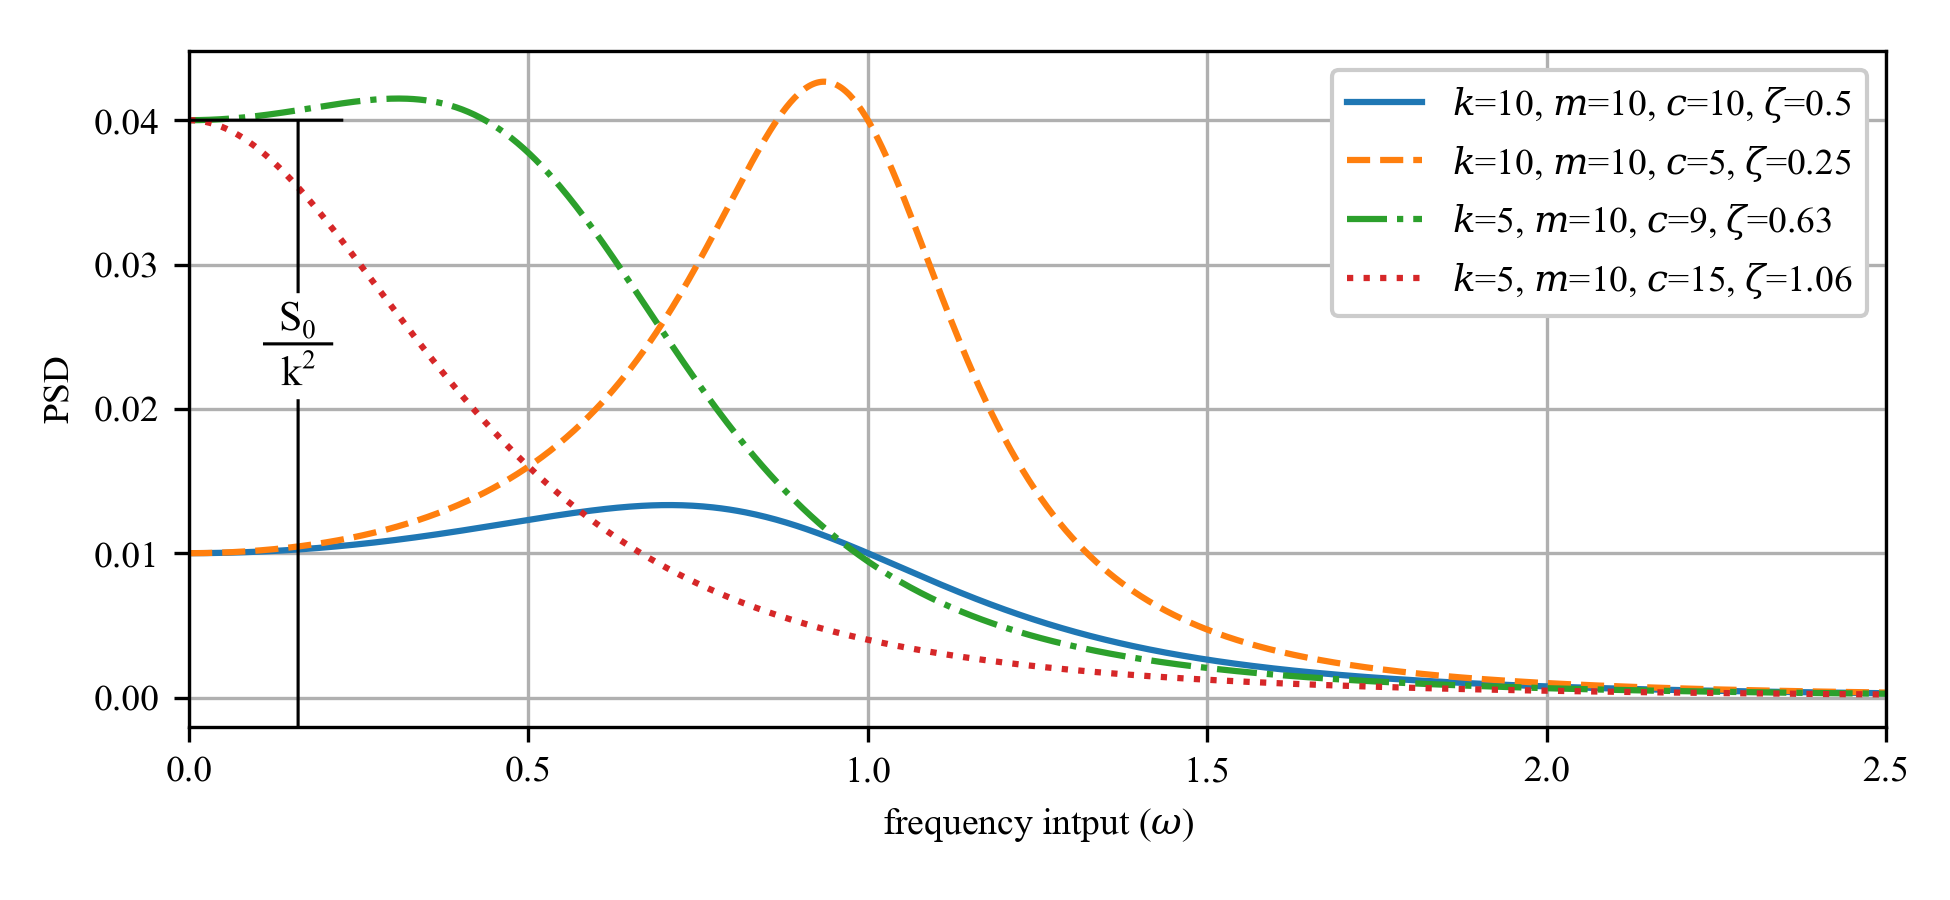 k=10, m=10, c=10, ζ=0.5
k=10, m=10, c=5, ζ=0.25
k=5, m=10, c=9, ζ=0.63
k=5, m=10, c=15, ζ=1.06
0.04
0.03
0.02
0.01
0.00
PSD
S₀
k²
0.0 0.5 1.0 1.5 2.0 2.5
frequency intput (ω)